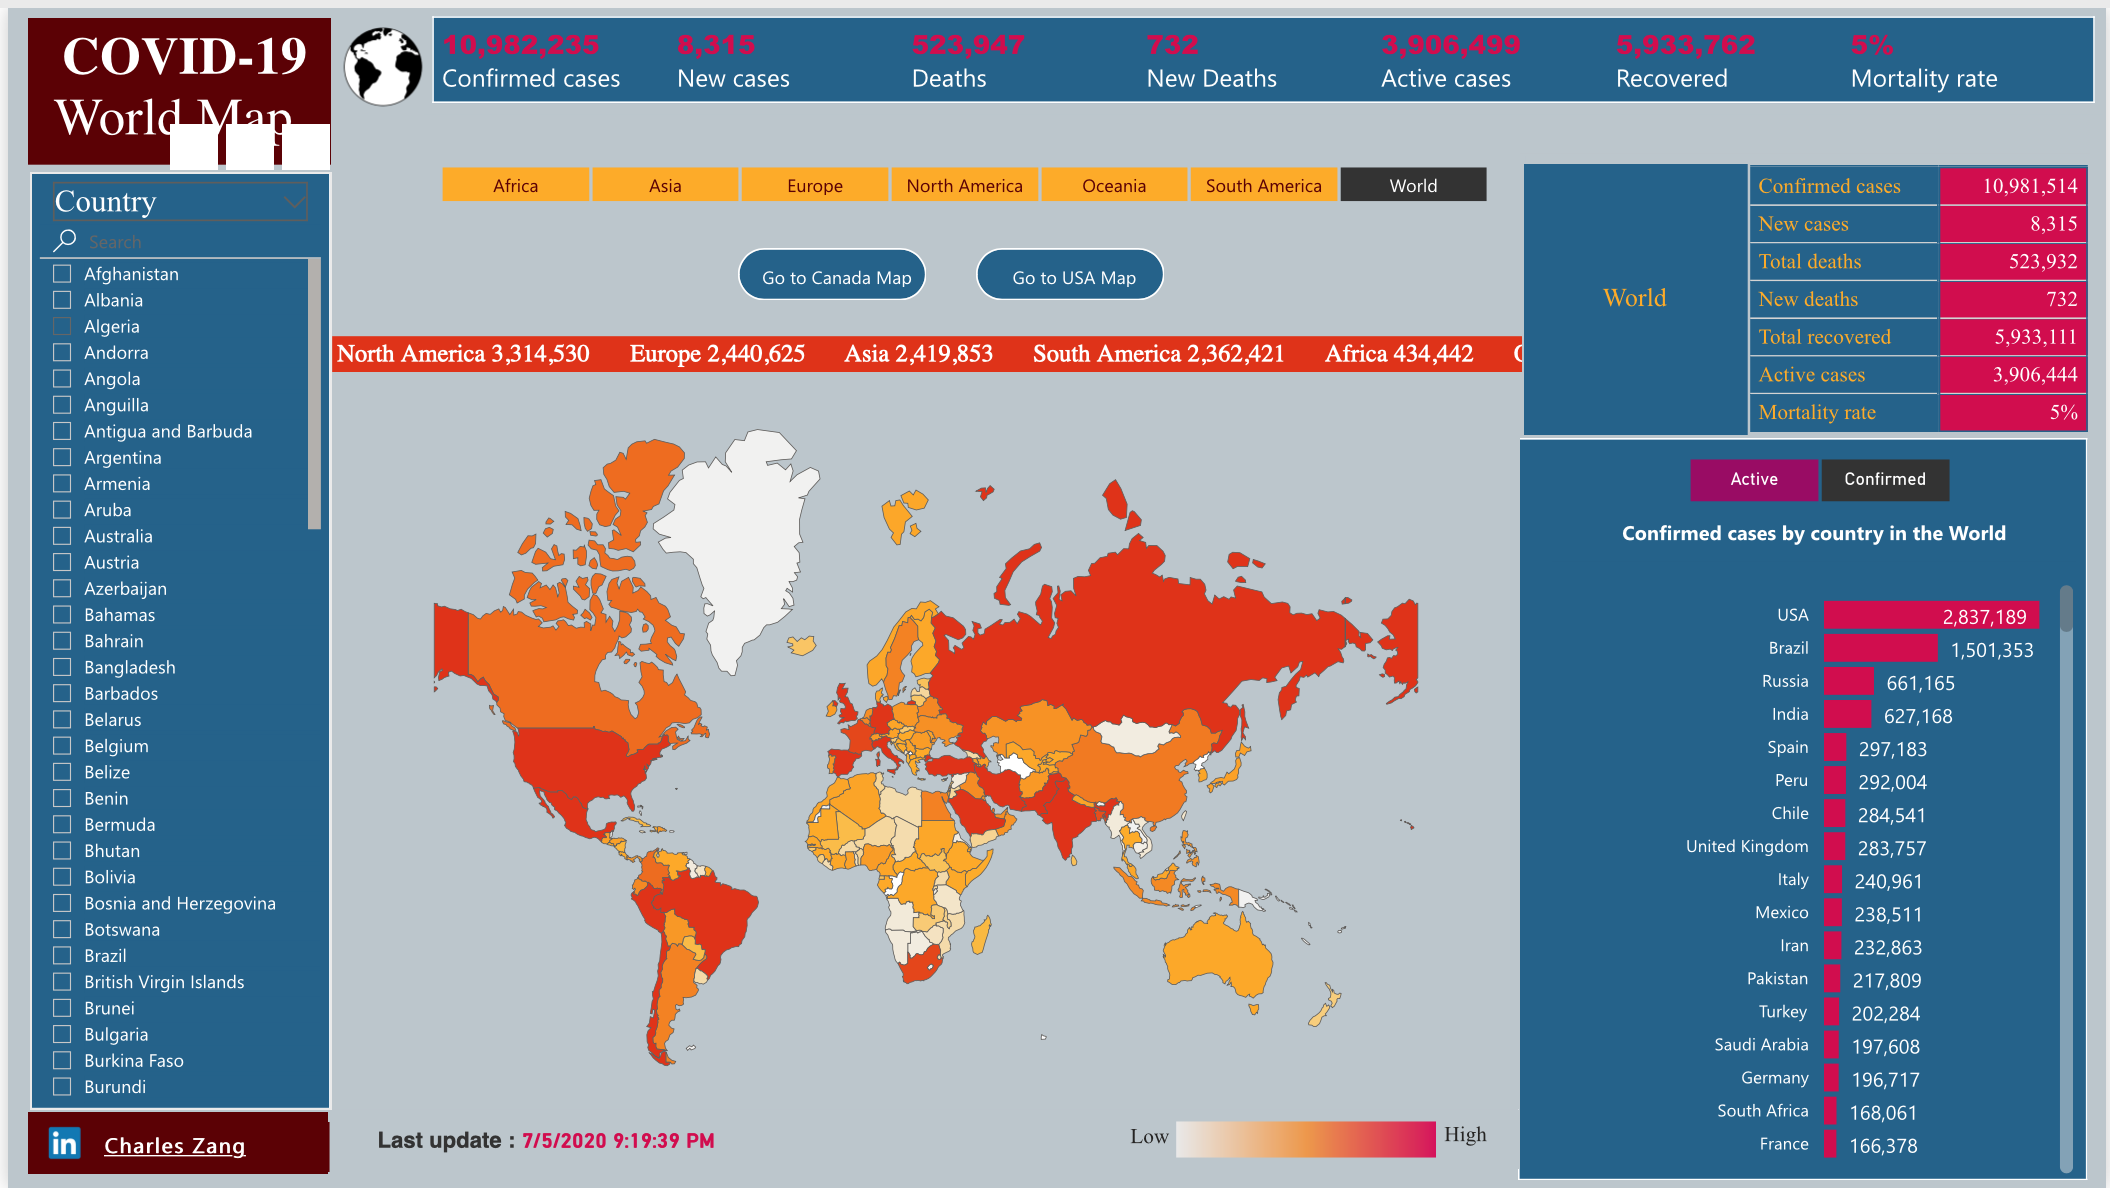 COVID-19
World Map
10,982,235
Confirmed cases
8,315
New cases
523,947
Deaths
732
New Deaths
3,906,499
Active cases
5,933,762
Recovered
5%
Mortality rate
Country
Search
Afghanistan
Albania
Algeria
Andorra
Angola
Anguilla
Antigua and Barbuda
Argentina
Armenia
Aruba
Australia
Austria
Azerbaijan
Bahamas
Bahrain
Bangladesh
Barbados
Belarus
Belgium
Belize
Benin
Bermuda
Bhutan
Bolivia
Bosnia and Herzegovina
Botswana
Brazil
British Virgin Islands
Brunei
Bulgaria
Burkina Faso
Burundi
in Charles Zang
Africa Asia Europe North America Oceania South America World
Go to Canada Map Go to USA Map
North America 3,314,530 Europe 2,440,625 Asia 2,419,853 South America 2,362,421 Africa 434,442
Last update : 7/5/2020 9:19:39 PM
Low High
World
Confirmed cases 10,981,514
New cases 8,315
Total deaths 523,932
New deaths 732
Total recovered 5,933,111
Active cases 3,906,444
Mortality rate 5%
Active Confirmed
Confirmed cases by country in the World
USA 2,837,189
Brazil 1,501,353
Russia 661,165
India 627,168
Spain 297,183
Peru 292,004
Chile 284,541
United Kingdom 283,757
Italy 240,961
Mexico 238,511
Iran 232,863
Pakistan 217,809
Turkey 202,284
Saudi Arabia 197,608
Germany 196,717
South Africa 168,061
France 166,378